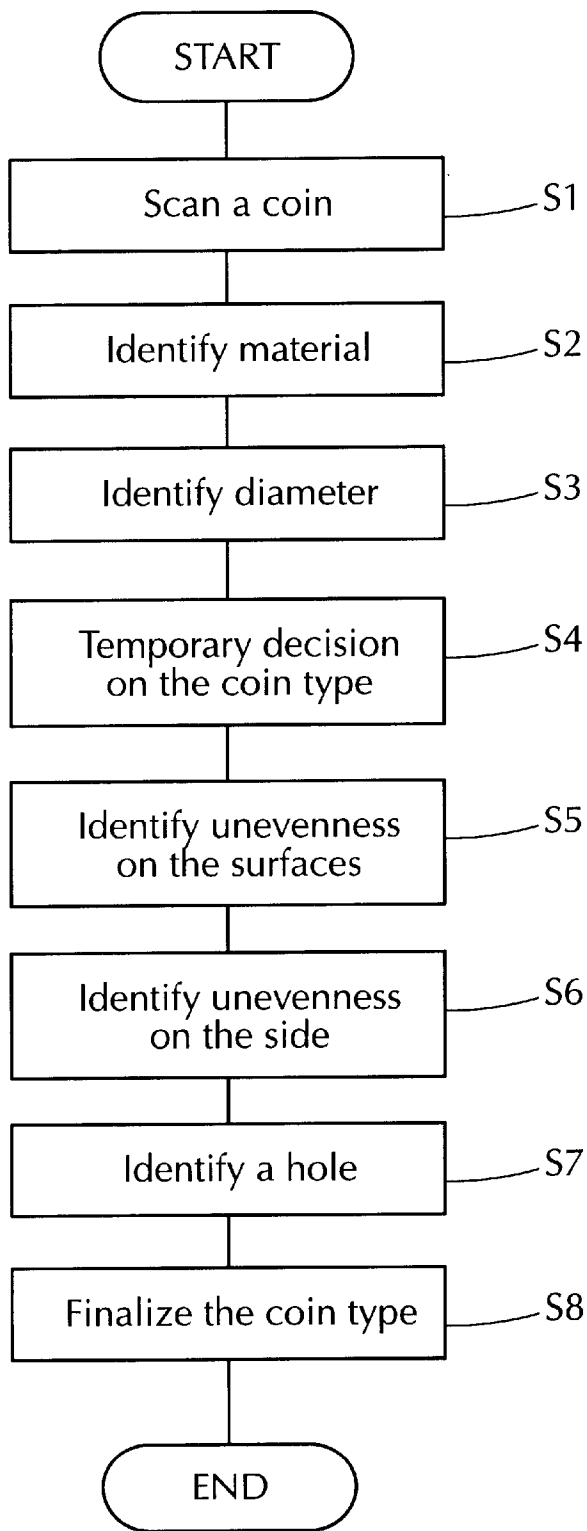 START
Scan a coin
S1
Identify material
S2
Identify diameter
S3
Temporary decision
on the coin type
S4
Identify unevenness
on the surfaces
S5
Identify unevenness
on the side
S6
Identify a hole
S7
Finalize the coin type
S8
END